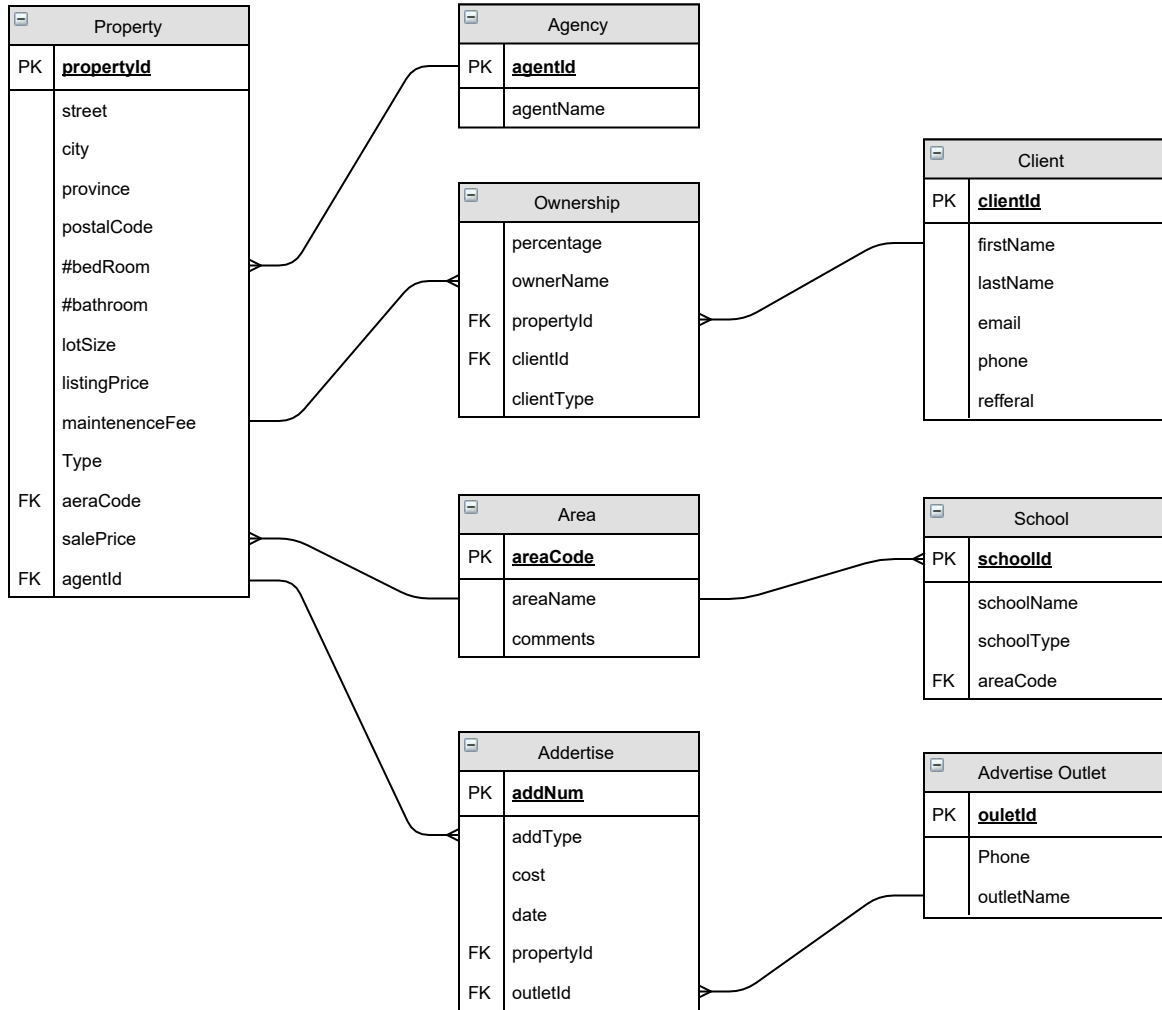 Property
PK propertyId
street
city
province
postalCode
#bedRoom
#bathroom
lotSize
listingPrice
maintenenceFee
Type
FK aeraCode
salePrice
FK agentId
Agency
PK agentId
agentName
Ownership
percentage
ownerName
FK propertyId
FK clientId
clientType
Client
PK clientId
firstName
lastName
email
phone
refferal
Area
PK areaCode
areaName
comments
School
PK schoolId
schoolName
schoolType
FK areaCode
Addertise
PK addNum
addType
cost
date
FK propertyId
FK outletId
Advertise Outlet
PK ouletId
Phone
outletName